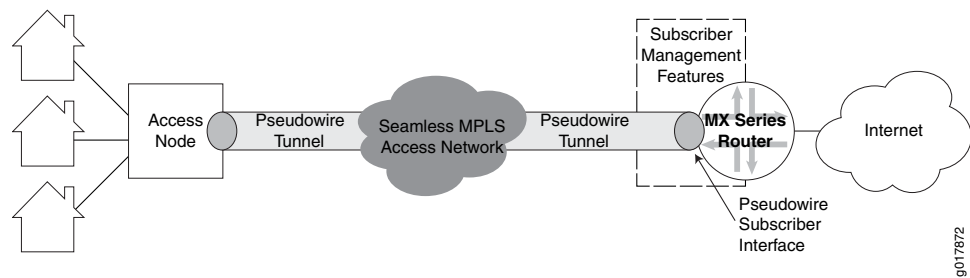 Subscriber
Management
Features
Access
Node
Pseudowire
Tunnel
Seamless MPLS
Access Network
Pseudowire
Tunnel
MX Series
Router
Internet
Pseudowire
Subscriber
Interface
g017872